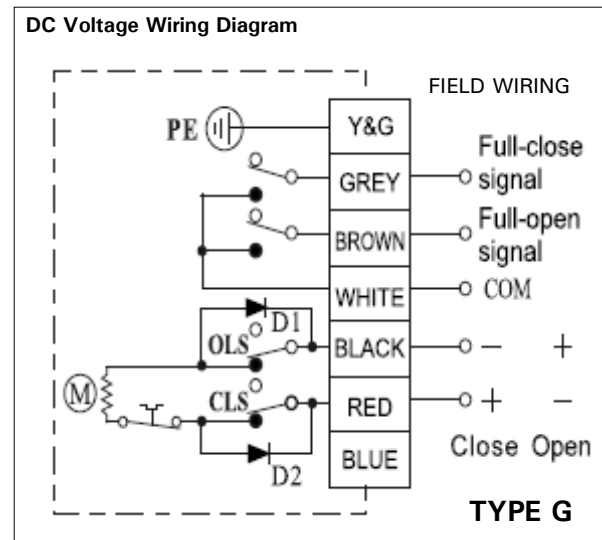 DC Voltage Wiring Diagram
FIELD WIRING
PE
Y&G
GREY
Full-close
signal
BROWN
Full-open
signal
WHITE
COM
D1
OLS
BLACK
− +
M
CLS
RED
+ −
D2
BLUE
Close Open
TYPE G